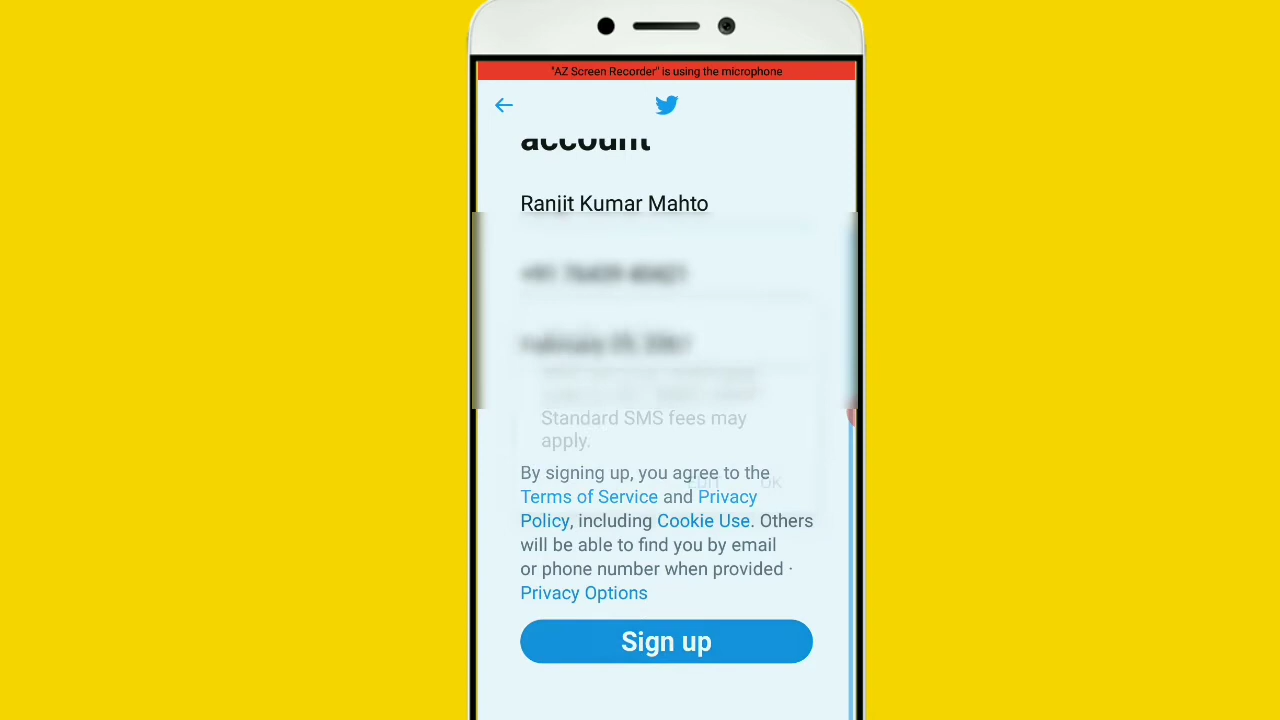 "AZ Screen Recorder" is using the microphone
account
Ranjit Kumar Mahto
Standard SMS fees may
apply.
EDIT OK
By signing up, you agree to the
Terms of Service and Privacy
Policy, including Cookie Use. Others
will be able to find you by email
or phone number when provided ·
Privacy Options
Sign up